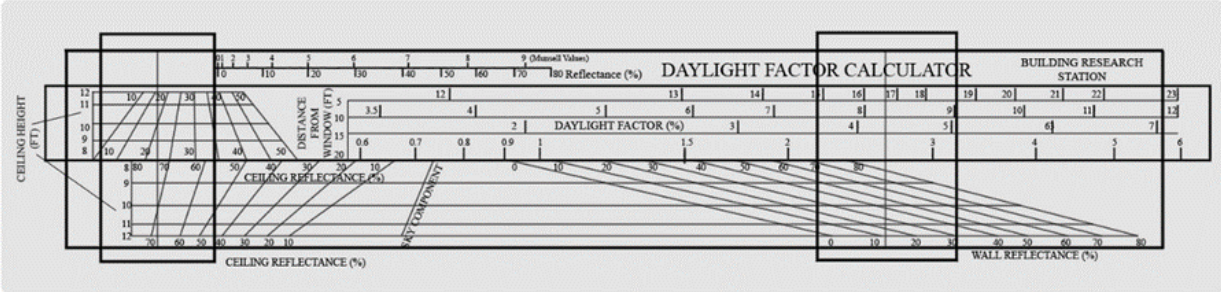 0 1 2 3 4 5 6 7 8 9 (Munsell Values)
0 10 20 30 40 50 60 70 80 Reflectance (%)
DAYLIGHT FACTOR CALCULATOR
BUILDING RESEARCH
STATION
CEILING HEIGHT
(FT)
12
11
10
9
8
10 20 30 40 50
10 20 30 40 50
DISTANCE
FROM
WINDOW (FT)
5
10
15
20
12 13 14 15 16 17 18 19 20 21 22 23
3.5 4 5 6 7 8 9 10 11 12
2 DAYLIGHT FACTOR (%) 3 4 5 6 7
0.6 0.7 0.8 0.9 1 1.5 2 3 4 5 6
80 70 60 50 40 30 20 10
CEILING REFLECTANCE (%)
0 10 20 30 40 50 60 70 80
8
9
10
11
12
SKY COMPONENT
70 60 50 40 30 20 10
0 10 20 30 40 50 60 70 80
CEILING REFLECTANCE (%)
WALL REFLECTANCE (%)